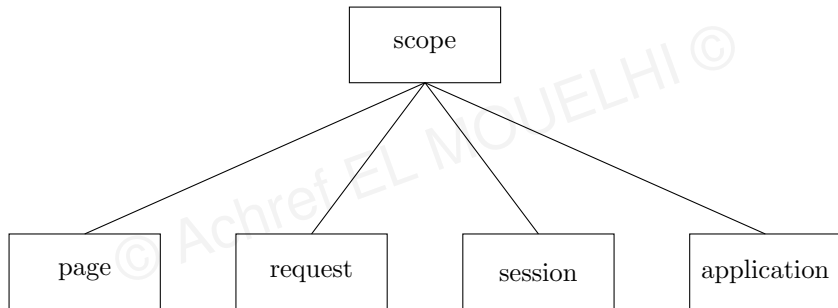 scope
© Achref EL MOUELHI ©
page
request
session
application